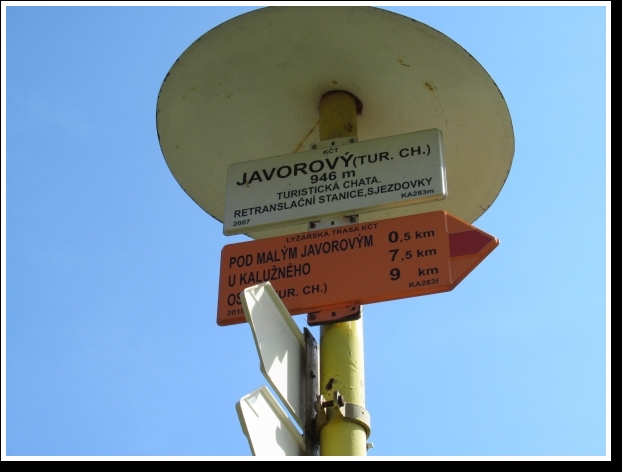 KČT
JAVOROVÝ(TUR. CH.)
946 m
TURISTICKÁ CHATA.
RETRANSLAČNÍ STANICE,SJEZDOVKY
2007 KA283m
LYŽAŘSKÁ TRASA KČT
POD MALÝM JAVOROVÝM 0,5 km
U KALUŽNÉHO 7,5 km
(TUR. CH.) 9 km
KA283f